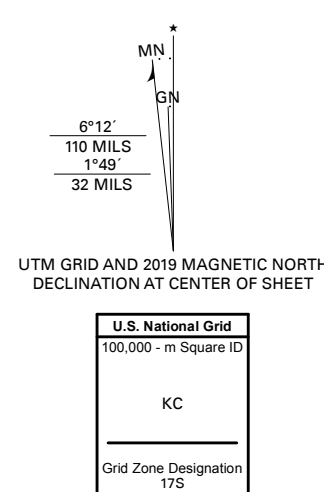 ★
MN
GN
6°12´
110 MILS
1°49´
32 MILS
UTM GRID AND 2019 MAGNETIC NORTH
DECLINATION AT CENTER OF SHEET
U.S. National Grid
100,000 - m Square ID
KC
Grid Zone Designation
17S